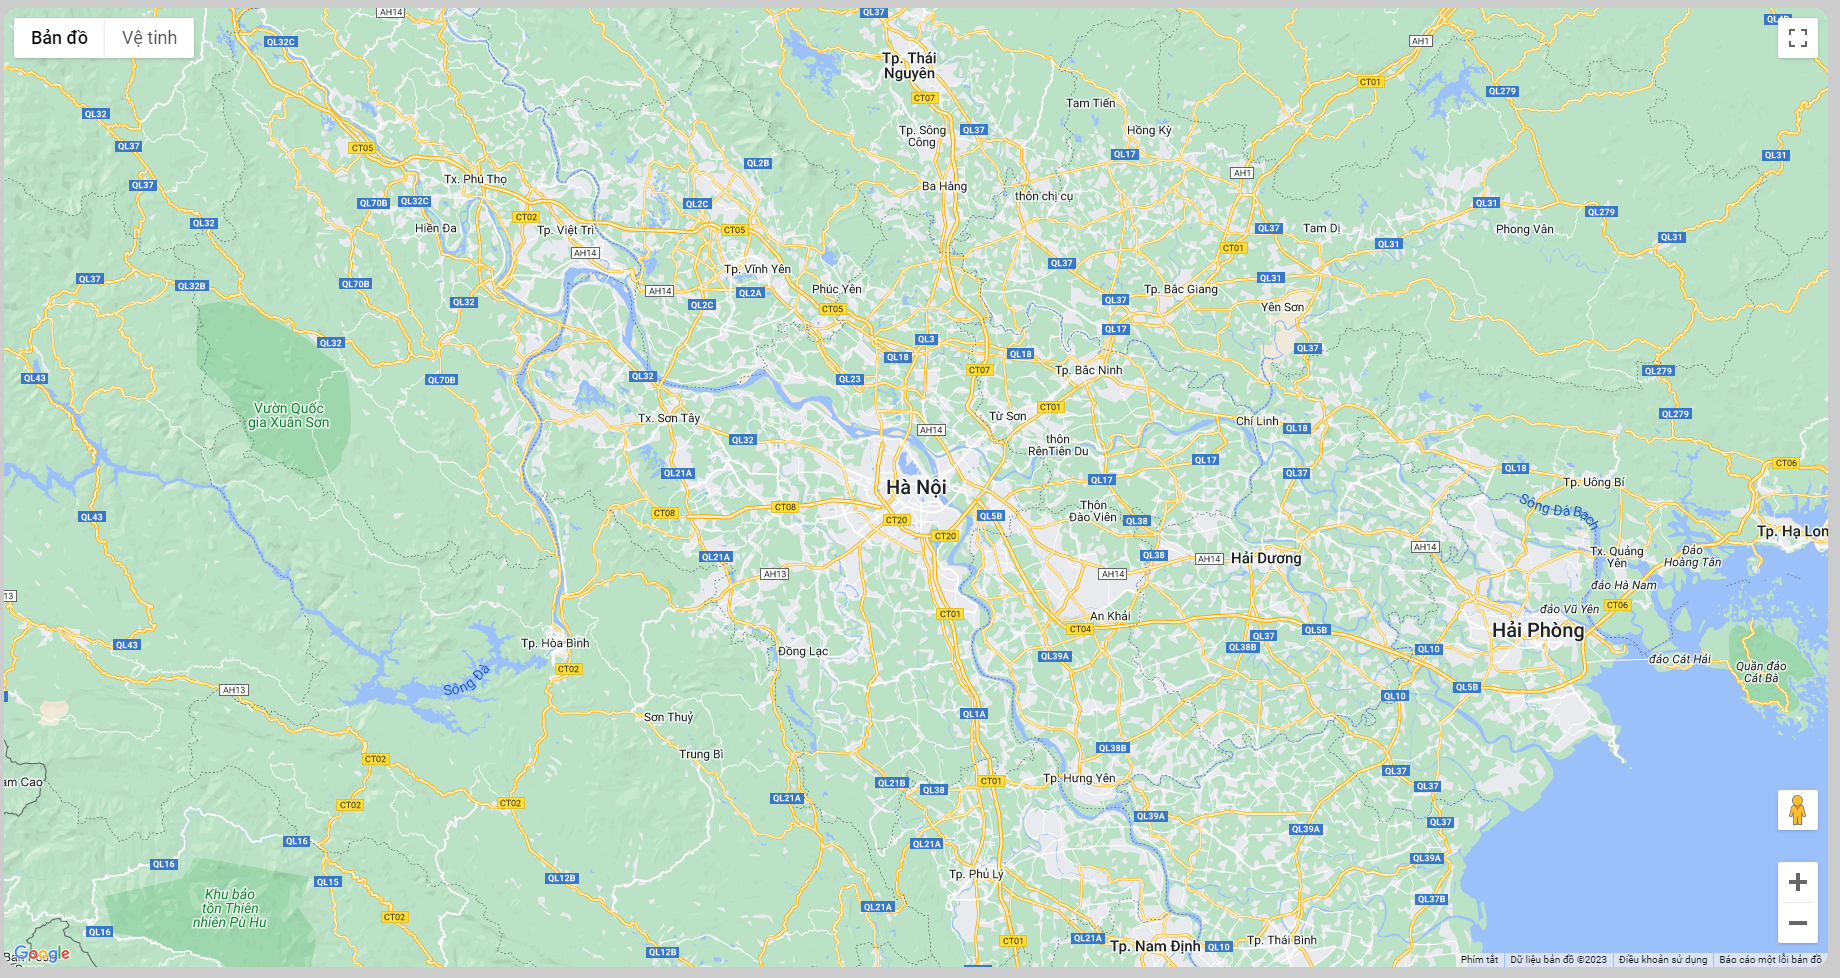 Bản đồ
Vệ tinh
AH14
QL37
QL32C
AH1
Tp. Thái
Nguyên
CT01
QL279
CT07
Tam Tiến
QL32
Tp. Sông
Công
QL37
Hồng Kỳ
QL37
CT05
QL17
QL31
QL2B
AH1
Tx. Phú Thọ
QL37
Ba Hàng
thôn chị cụ
QL70B
QL32C
QL2C
QL31
QL279
CT02
QL32
Hiền Đa
Tp. Việt Trì
CT05
QL37
Tam Dị
Phong Vân
QL31
QL31
CT01
AH14
QL37
Tp. Vĩnh Yên
QL37
QL31
QL32B
QL70B
AH14
QL2A
Phúc Yên
Tp. Bắc Giang
QL32
QL2C
CT05
QL37
Yên Sơn
QL32
QL3
QL17
QL18
QL18
QL37
QL43
QL70B
QL32
QL23
CT07
Tp. Bắc Ninh
QL279
Vườn Quốc
gia Xuân Sơn
Tx. Sơn Tây
CT01
Từ Sơn
QL279
Chí Linh
QL18
AH14
QL32
thôn
RênTiên Du
QL21A
QL17
QL37
QL18
CT06
Hà Nội
QL17
Tp. Uông Bí
Sông Đá Bạch
QL43
CT08
CT08
CT20
QL5B
Thôn
Đào Viên
QL38
CT20
Tp. Hạ Lon
QL21A
QL38
AH14
Hải Dương
AH14
Tx. Quảng
Yên
Đảo
Hoàng Tân
AH13
AH14
đảo Hà Nam
13
đảo Vũ Yên
CT06
CT01
An Khải
CT04
QL5B
Hải Phòng
QL43
Tp. Hòa Bình
Đồng Lạc
QL37
QL38B
QL10
QL39A
đảo Cát Hải
Quần đảo
Cát Bà
CT02
Sông Đà
AH13
QL10
QL5B
Sơn Thuỷ
QL1A
Trung Bì
QL38B
CT02
am Cao
QL21B
CT01
Tp. Hưng Yên
QL37
QL38
QL37
CT02
CT02
QL21A
QL39A
QL37
QL39A
QL16
QL21A
QL16
QL39A
Tp. Phủ Lý
QL15
QL12B
Khu bảo
tồn Thiên
nhiên Pù Hu
QL37B
QL21A
CT02
QL16
CT01
QL21A
Tp. Nam Định
QL10
Tp. Thái Bình
QL12B
Google
Phím tắt
Dữ liệu bản đồ ©2023
Điều khoản sử dụng
Báo cáo một lỗi bản đồ